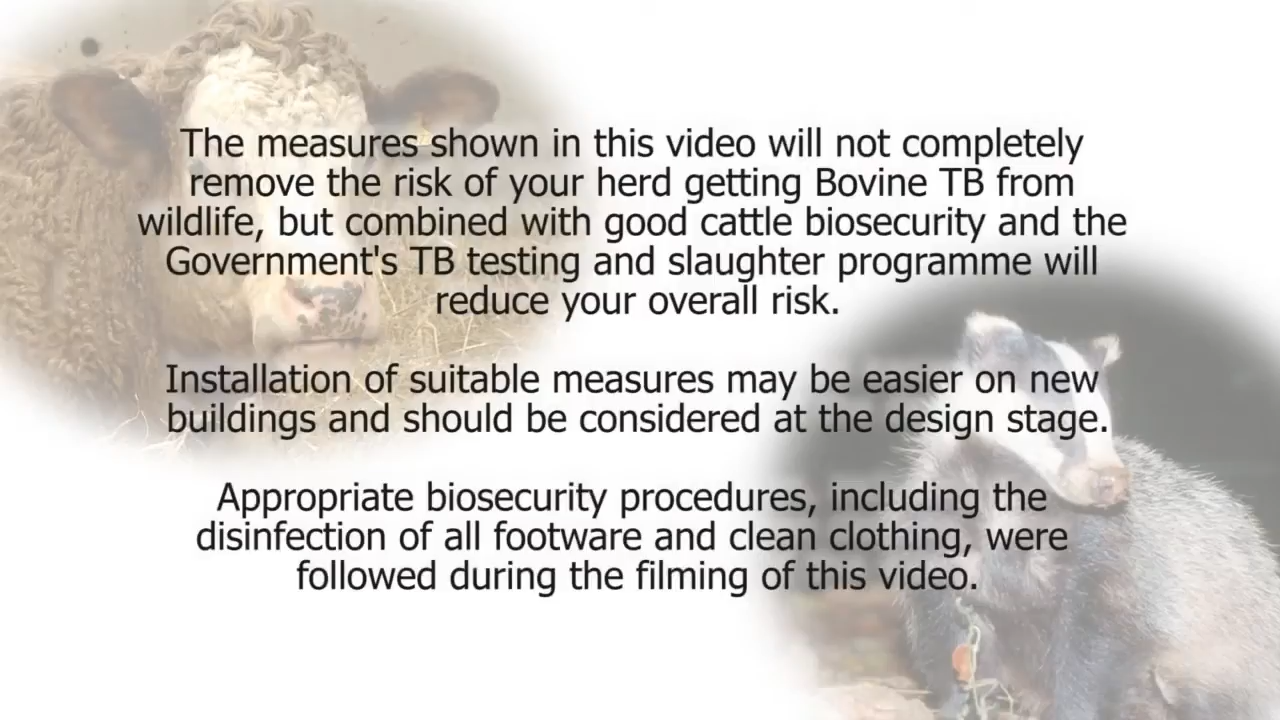 The measures shown in this video will not completely
remove the risk of your herd getting Bovine TB from
wildlife, but combined with good cattle biosecurity and the
Government's TB testing and slaughter programme will
reduce your overall risk.
Installation of suitable measures may be easier on new
buildings and should be considered at the design stage.
Appropriate biosecurity procedures, including the
disinfection of all footware and clean clothing, were
followed during the filming of this video.